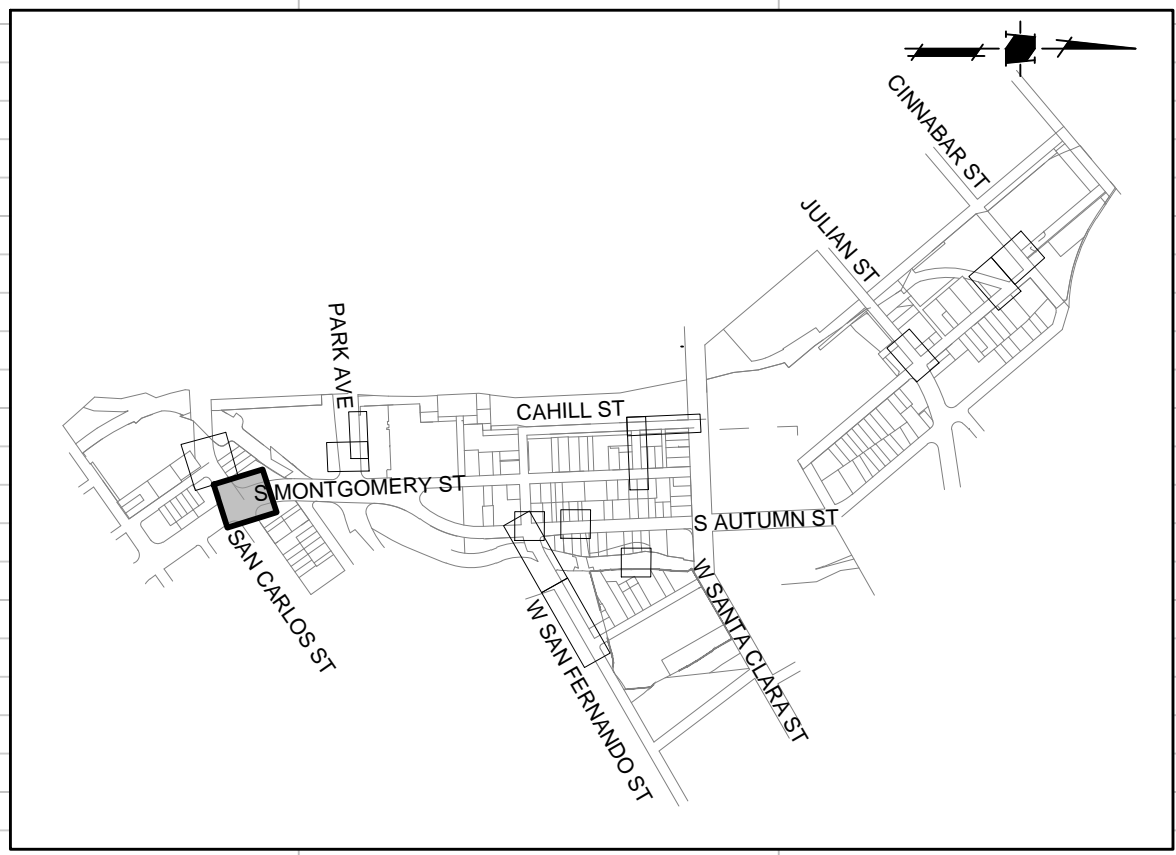 CINNABAR ST
JULIAN ST
PARK AVE
CAHILL ST
S MONTGOMERY ST
S AUTUMN ST
SAN CARLOS ST
W SANTA CLARA ST
W SAN FERNANDO ST